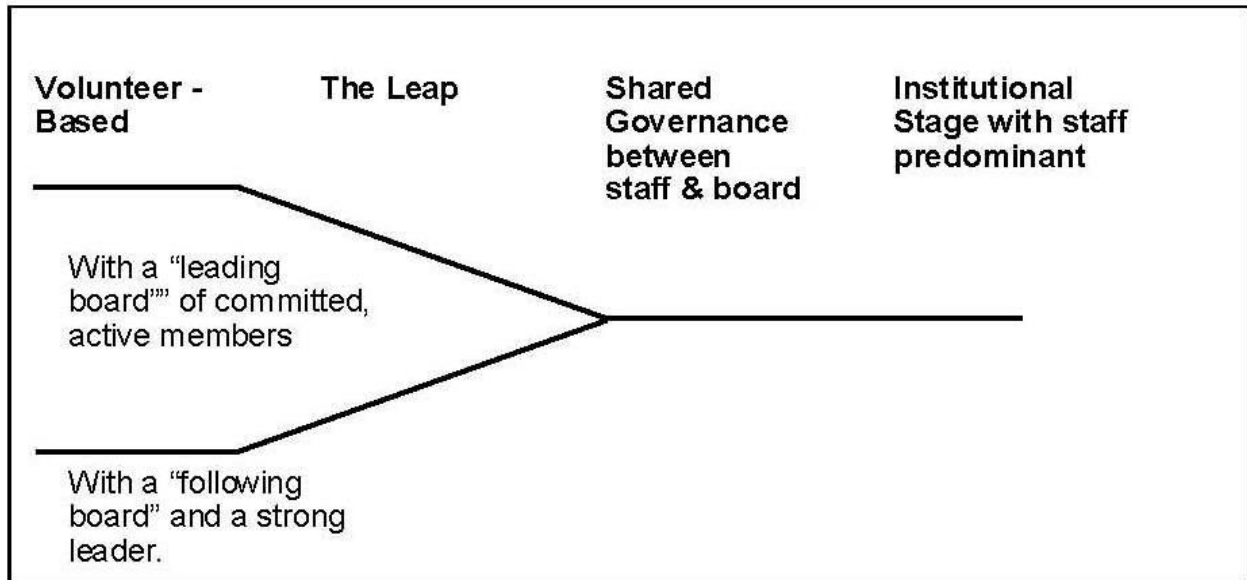 Volunteer -
Based
The Leap
Shared
Governance
between
staff & board
Institutional
Stage with staff
predominant
With a “leading
board”” of committed,
active members
With a “following
board” and a strong
leader.